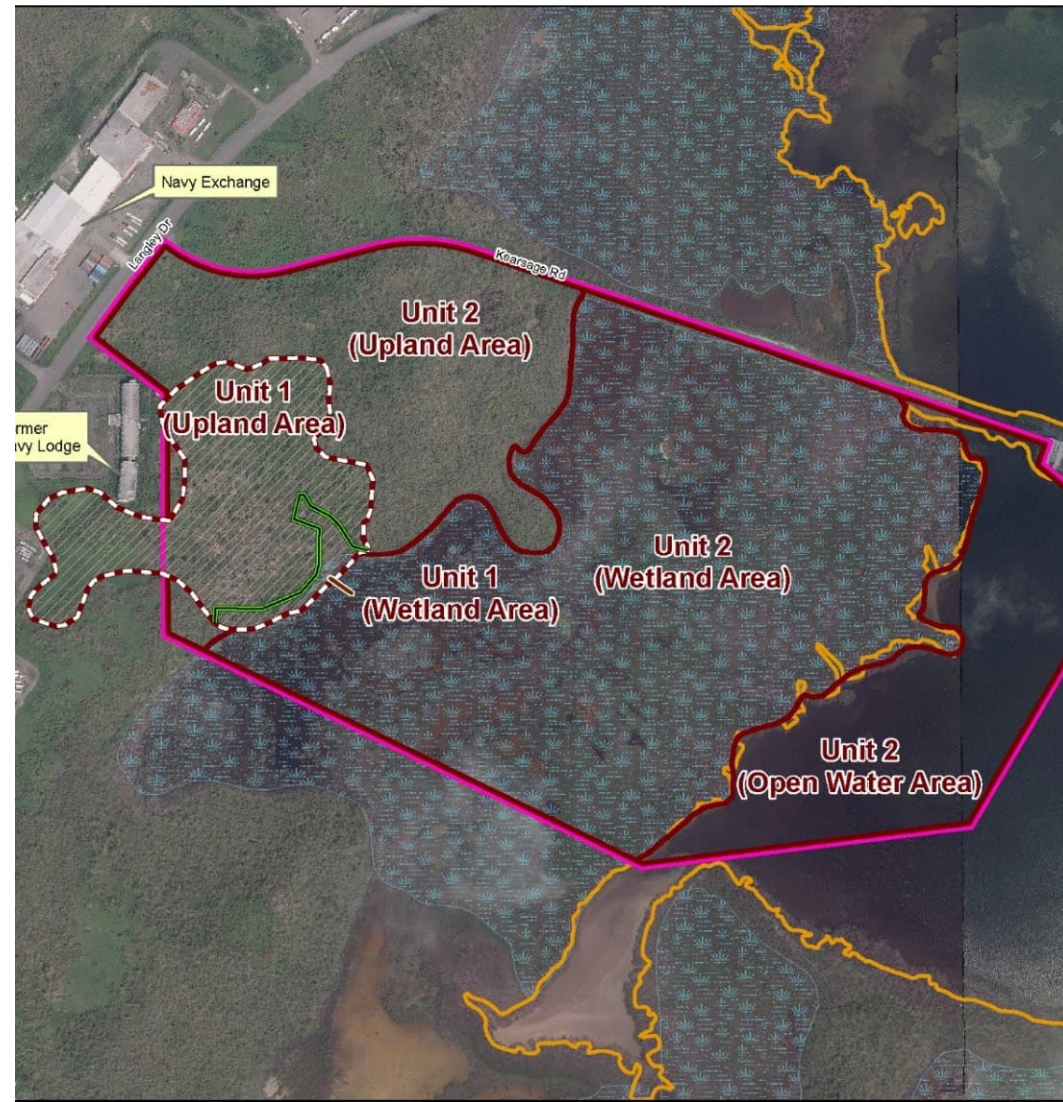 Navy Exchange
Langley Dr
Kearsage Rd
Unit 2
(Upland Area)
Unit 1
(Upland Area)
rmer
avy Lodge
Unit 1
(Wetland Area)
Unit 2
(Wetland Area)
Unit 2
(Open Water Area)